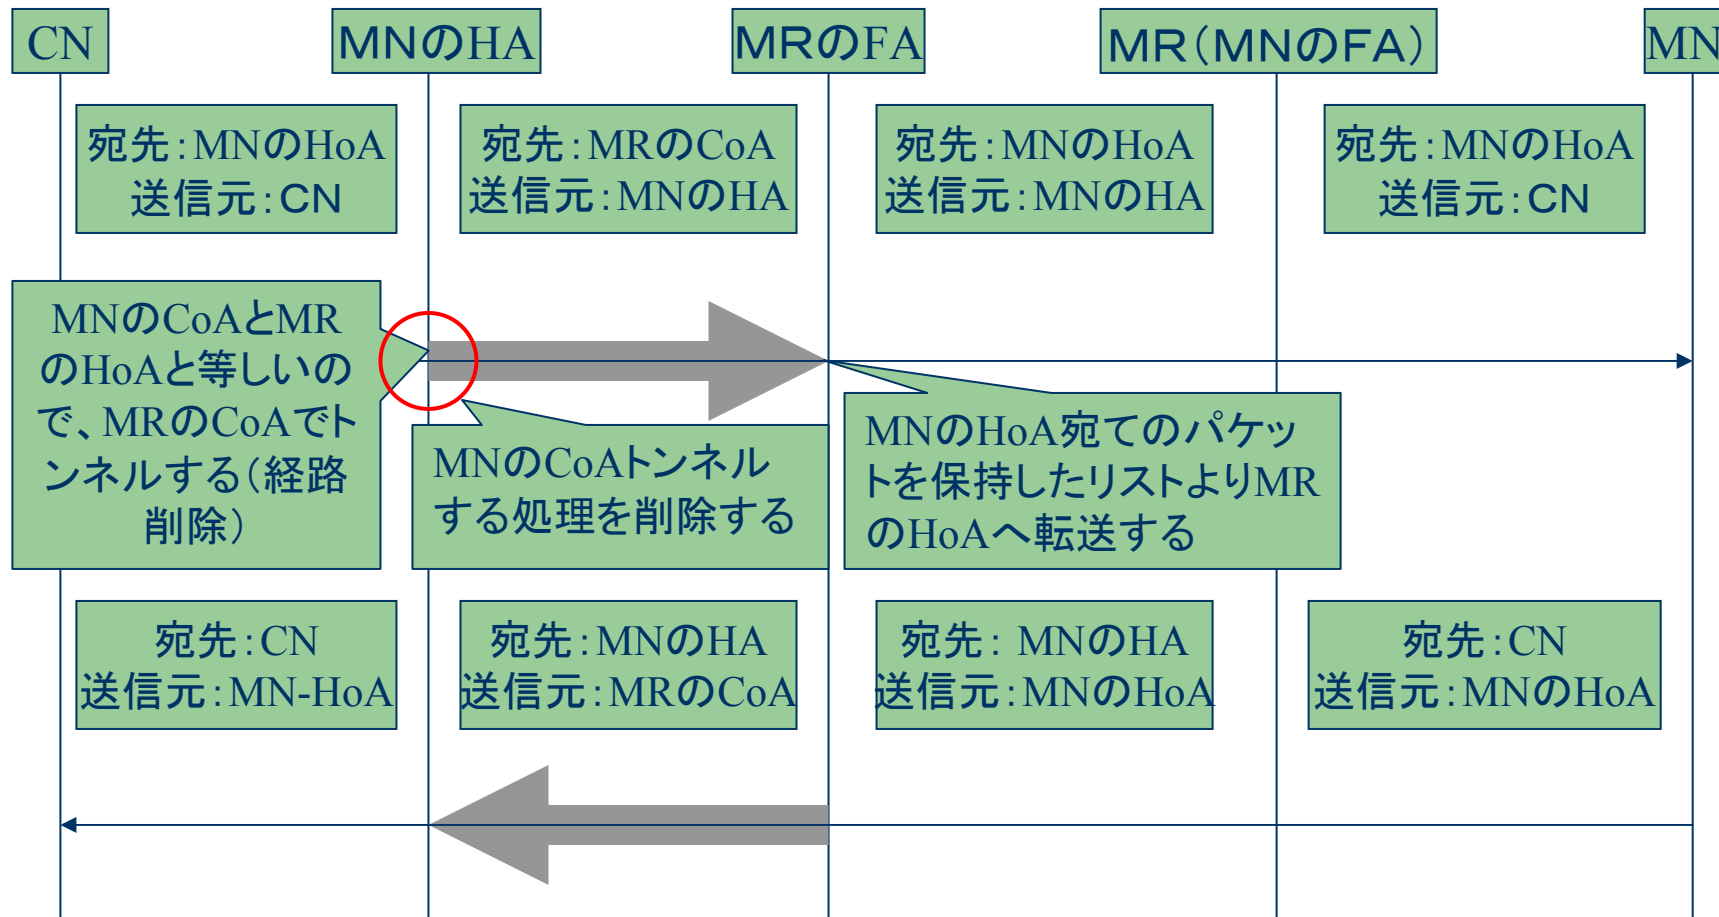 CN
MNのHA
MRのFA
MR(MNのFA)
MN
宛先:MNのHoA
送信元:CN
宛先:MRのCoA
送信元:MNのHA
宛先:MNのHoA
送信元:MNのHA
宛先:MNのHoA
送信元:CN
MNのCoAとMR
のHoAと等しいの
で、MRのCoAでト
ンネルする(経路
削除)
MNのCoAトンネル
する処理を削除する
MNのHoA宛てのパケッ
トを保持したリストよりMR
のHoAへ転送する
宛先:CN
送信元:MN-HoA
宛先:MNのHA
送信元:MRのCoA
宛先: MNのHA
送信元:MNのHoA
宛先:CN
送信元:MNのHoA